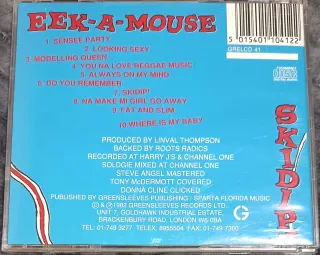 EEK-A-MOUSE
5 015401 104122
GRELCD 41
1. SENSEE PARTY
2. LOOKING SEXY
3. MODELLING QUEEN
4. YOU NA LOVE REGGAE MUSIC
5. ALWAYS ON MY MIND
6. DO YOU REMEMBER
7. SKIDIP!
8. NA MAKE MI GIRL GO AWAY
9. FAT AND SLIM
10. WHERE IS MY BABY
SKIDIP
PRODUCED BY LINVAL THOMPSON
BACKED BY ROOTS RADICS
RECORDED AT HARRY J'S & CHANNEL ONE
SOLOGIE MIXED AT CHANNEL ONE
STEVE ANGEL MASTERED
TONY McDERMOTT COVERED
DONNA CLINE CLICKED
PUBLISHED BY GREENSLEEVES PUBLISHING / SPARTA FLORIDA MUSIC
© & ℗ 1982 GREENSLEEVES RECORDS LTD.
UNIT 7, GOLDHAWK INDUSTRIAL ESTATE,
BRACKENBURY ROAD, LONDON W6 0BA
TEL: 01-749 3277 TELEX: 8955504 FAX: 01-749
G